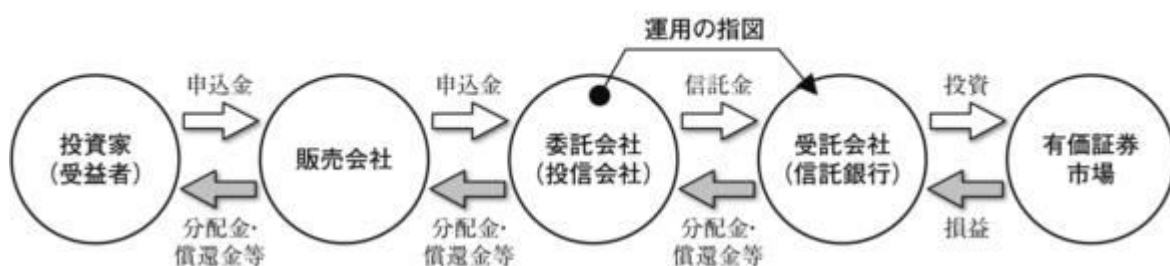 運用の指図
申込金
申込金
信託金
投資
投資家
(受益者)
販売会社
委託会社
(投信会社)
受託会社
(信託銀行)
有価証券
市場
分配金・
償還金等
分配金・
償還金等
分配金・
償還金等
損益